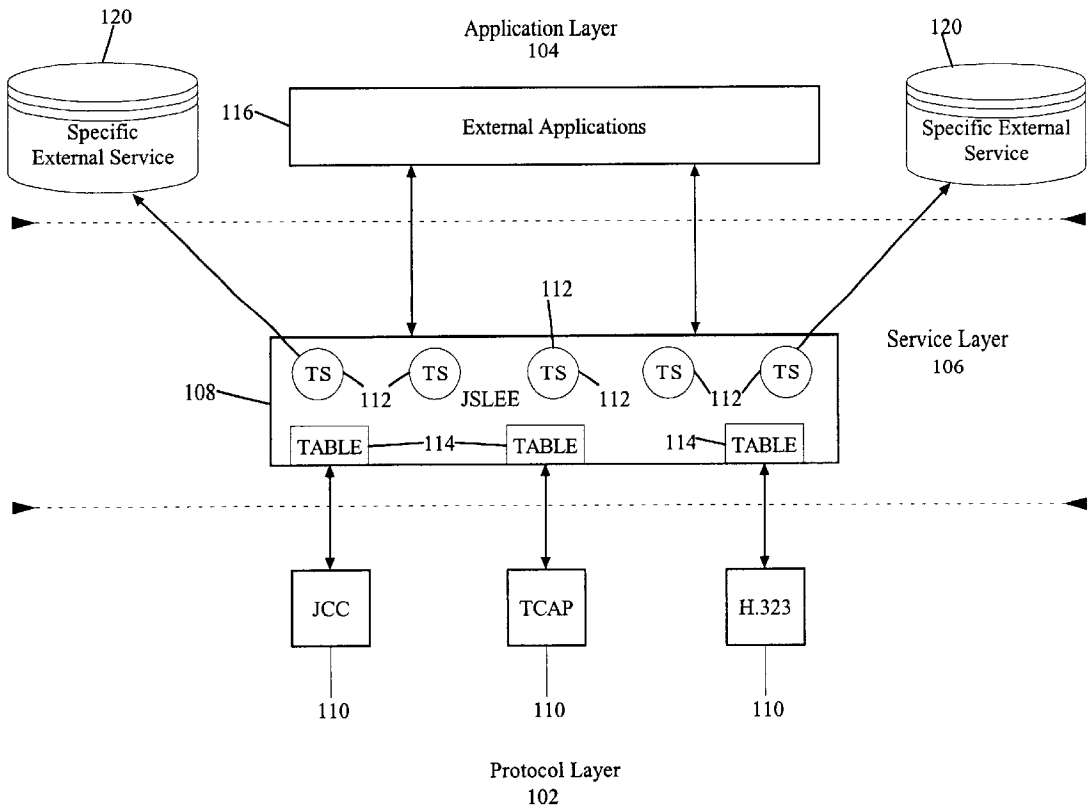 120
Application Layer
104
120
116
External Applications
Specific
External Service
Specific External
Service
112
Service Layer
106
108
TS
TS
TS
TS
TS
112
JSLEE
112
112
TABLE
114
TABLE
114
TABLE
JCC
TCAP
H.323
110
110
110
Protocol Layer
102